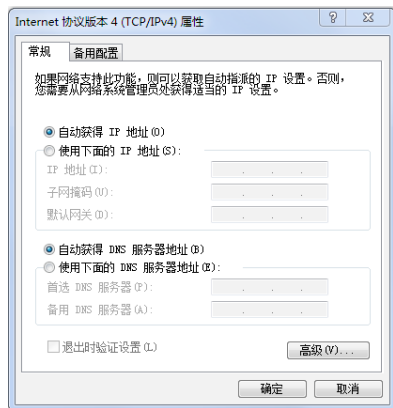 Internet 协议版本 4 (TCP/IPv4) 属性
常规
备用配置
如果网络支持此功能，则可以获取自动指派的 IP 设置。否则，
您需要从网络系统管理员处获得适当的 IP 设置。
自动获得 IP 地址(O)
使用下面的 IP 地址(S):
IP 地址(I):
子网掩码(U):
默认网关(D):
自动获得 DNS 服务器地址(B)
使用下面的 DNS 服务器地址(E):
首选 DNS 服务器(P):
备用 DNS 服务器(A):
退出时验证设置(L)
高级(V)...
确定
取消